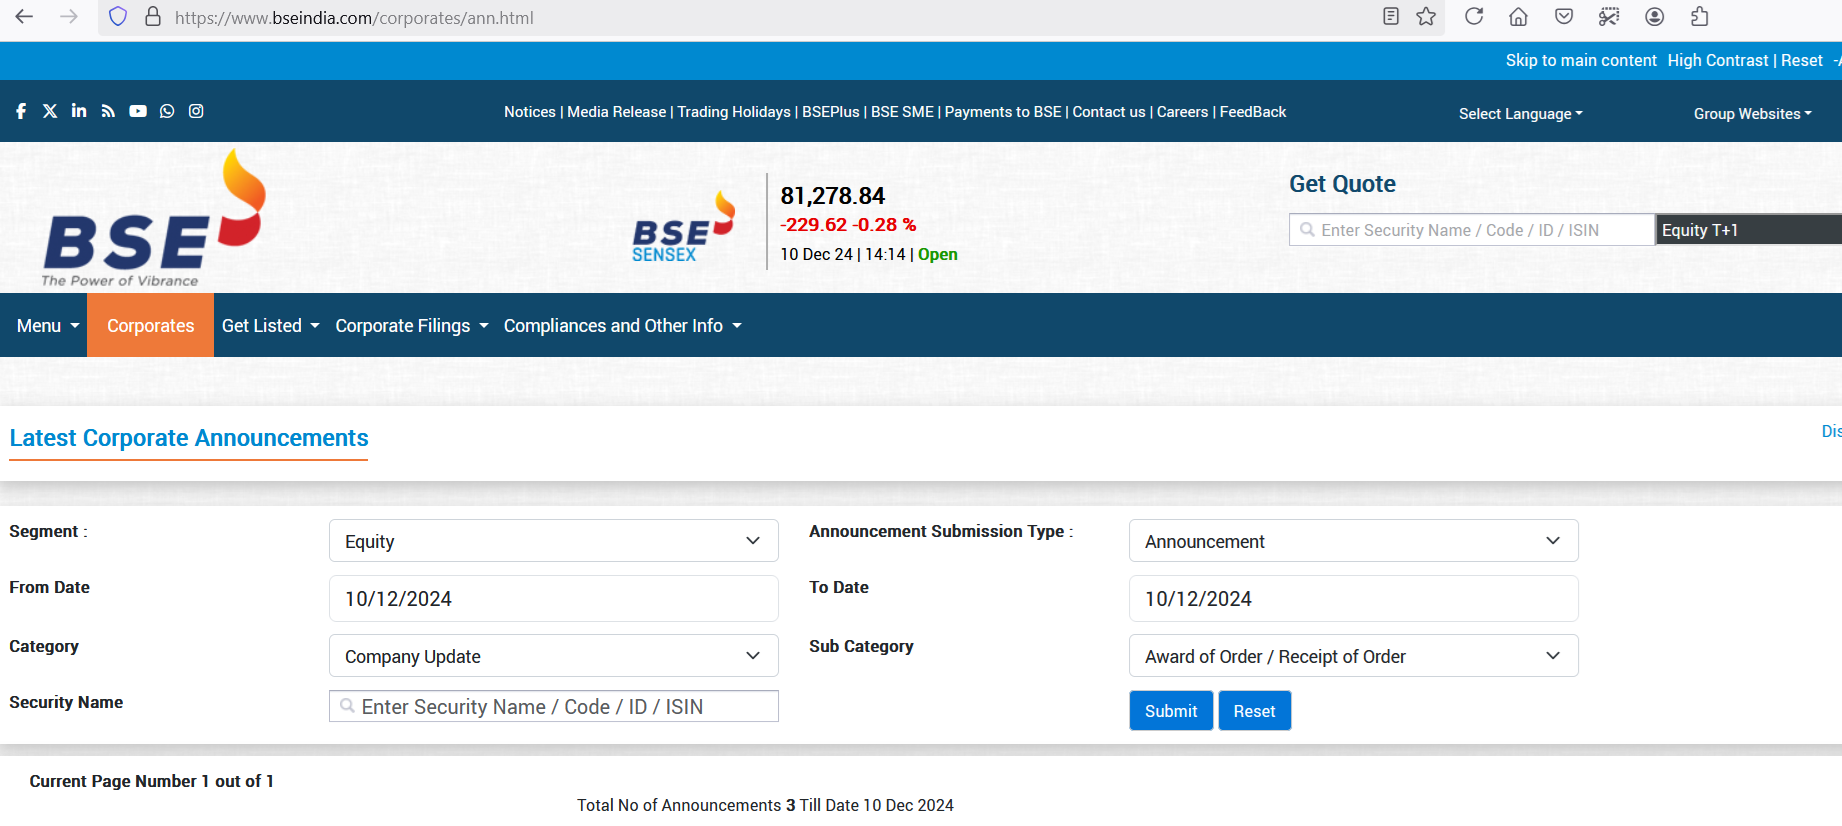 https://www.bseindia.com/corporates/ann.html
Skip to main content High Contrast | Reset -A
Notices | Media Release | Trading Holidays | BSEPlus | BSE SME | Payments to BSE | Contact us | Careers | FeedBack
Select Language
Group Websites
BSE
The Power of Vibrance
BSE
SENSEX
81,278.84
-229.62 -0.28 %
10 Dec 24 | 14:14 | Open
Get Quote
Enter Security Name / Code / ID / ISIN
Equity T+1
Menu Corporates Get Listed Corporate Filings Compliances and Other Info
Latest Corporate Announcements
Dis
Segment : Equity
Announcement Submission Type : Announcement
From Date 10/12/2024
To Date 10/12/2024
Category Company Update
Sub Category Award of Order / Receipt of Order
Security Name Enter Security Name / Code / ID / ISIN
Submit Reset
Current Page Number 1 out of 1
Total No of Announcements 3 Till Date 10 Dec 2024